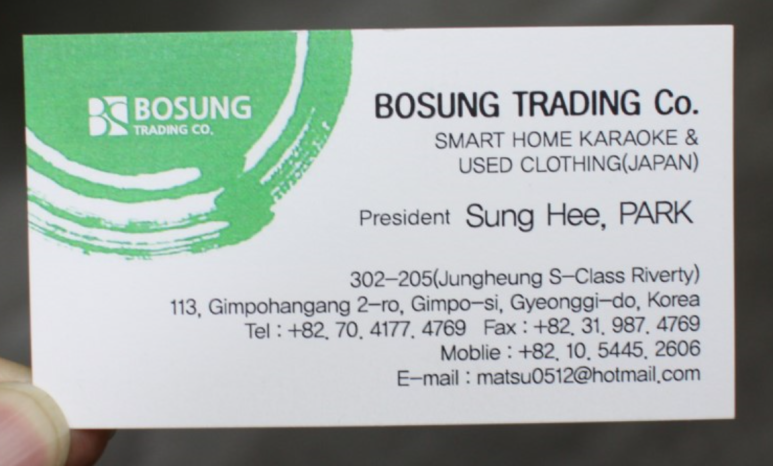 BOSUNG
TRADING CO.
BOSUNG TRADING Co.
SMART HOME KARAOKE &
USED CLOTHING(JAPAN)
President Sung Hee, PARK
302-205(Jungheung S-Class Riverty)
113, Gimpohangang 2-ro, Gimpo-si, Gyeonggi-do, Korea
Tel : +82. 70. 4177. 4769 Fax : +82. 31. 987. 4769
Moblie : +82. 10. 5445. 2606
E-mail : matsu0512@hotmail.com